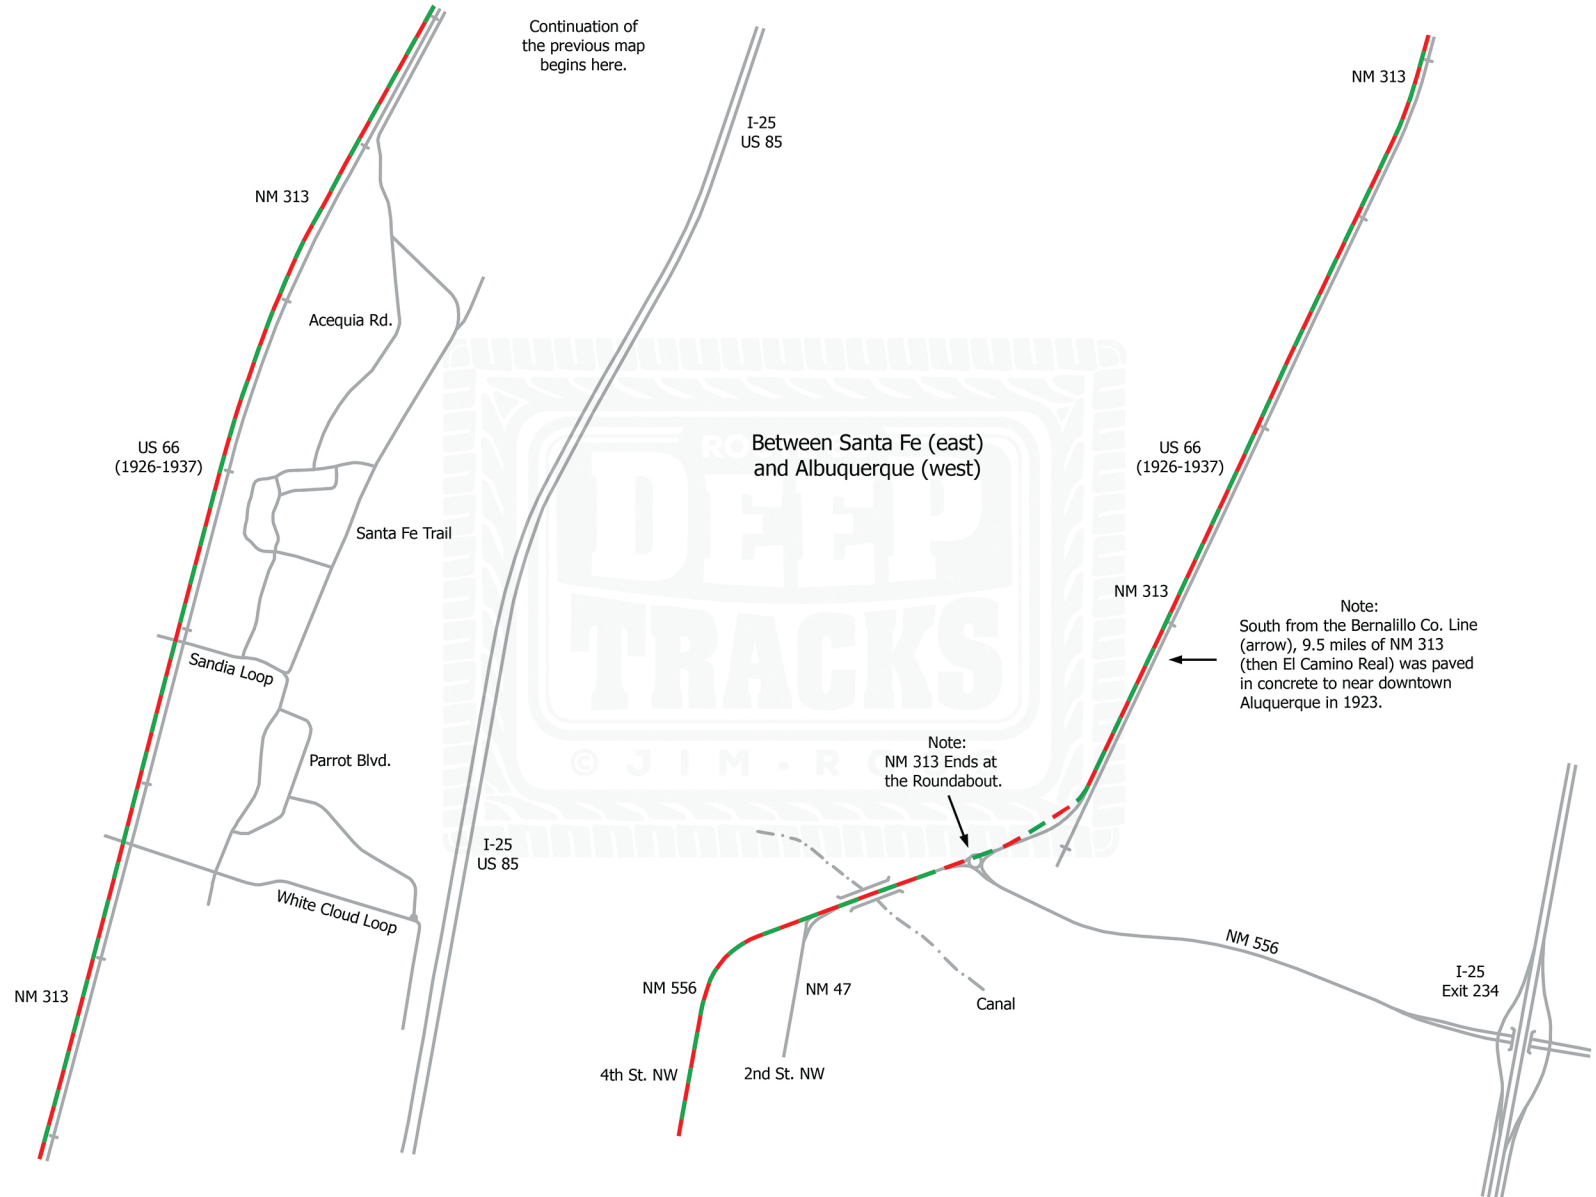 Continuation of
the previous map
begins here.
I-25
US 85
NM 313
NM 313
Acequia Rd.
US 66
(1926-1937)
Between Santa Fe (east)
and Albuquerque (west)
US 66
(1926-1937)
Santa Fe Trail
NM 313
Note:
South from the Bernalillo Co. Line
(arrow), 9.5 miles of NM 313
(then El Camino Real) was paved
in concrete to near downtown
Aluquerque in 1923.
Sandia Loop
Parrot Blvd.
Note:
NM 313 Ends at
the Roundabout.
I-25
US 85
White Cloud Loop
NM 556
I-25
Exit 234
NM 313
NM 556
NM 47
Canal
4th St. NW
2nd St. NW
DEEP
TRACKS